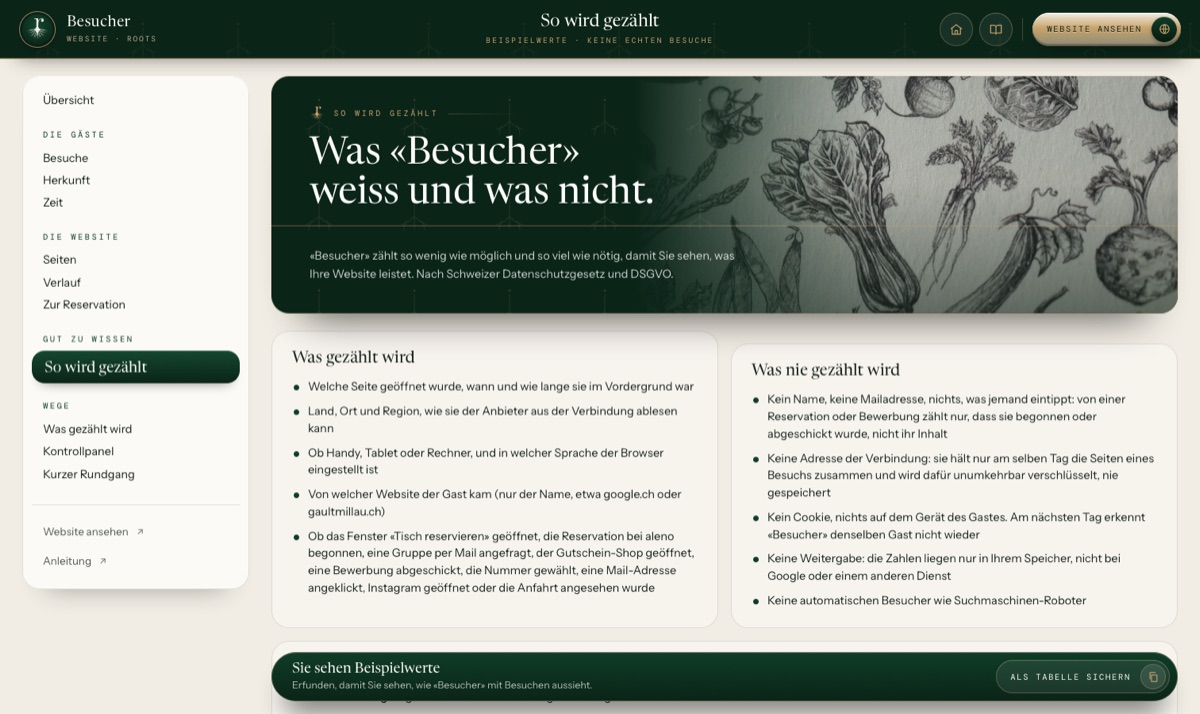 Besucher
WEBSITE · ROOTS
So wird gezählt
BEISPIELWERTE · KEINE ECHTEN BESUCHE
WEBSITE ANSEHEN
Übersicht
DIE GÄSTE
Besuche
Herkunft
Zeit
DIE WEBSITE
Seiten
Verlauf
Zur Reservation
GUT ZU WISSEN
So wird gezählt
WEGE
Was gezählt wird
Kontrollpanel
Kurzer Rundgang
Website ansehen ↗
Anleitung ↗
r SO WIRD GEZÄHLT
Was «Besucher»
weiss und was nicht.
«Besucher» zählt so wenig wie möglich und so viel wie nötig, damit Sie sehen, was
Ihre Website leistet. Nach Schweizer Datenschutzgesetz und DSGVO.
Was gezählt wird
Welche Seite geöffnet wurde, wann und wie lange sie im Vordergrund war
Land, Ort und Region, wie sie der Anbieter aus der Verbindung ablesen
kann
Ob Handy, Tablet oder Rechner, und in welcher Sprache der Browser
eingestellt ist
Von welcher Website der Gast kam (nur der Name, etwa google.ch oder
gaultmillau.ch)
Ob das Fenster «Tisch reservieren» geöffnet, die Reservation bei aleno
begonnen, eine Gruppe per Mail angefragt, der Gutschein-Shop geöffnet,
eine Bewerbung abgeschickt, die Nummer gewählt, eine Mail-Adresse
angeklickt, Instagram geöffnet oder die Anfahrt angesehen wurde
Was nie gezählt wird
Kein Name, keine Mailadresse, nichts, was jemand eintippt: von einer
Reservation oder Bewerbung zählt nur, dass sie begonnen oder
abgeschickt wurde, nicht ihr Inhalt
Keine Adresse der Verbindung: sie hält nur am selben Tag die Seiten eines
Besuchs zusammen und wird dafür unumkehrbar verschlüsselt, nie
gespeichert
Kein Cookie, nichts auf dem Gerät des Gastes. Am nächsten Tag erkennt
«Besucher» denselben Gast nicht wieder
Keine Weitergabe: die Zahlen liegen nur in Ihrem Speicher, nicht bei
Google oder einem anderen Dienst
Keine automatischen Besucher wie Suchmaschinen-Roboter
Sie sehen Beispielwerte
Erfunden, damit Sie sehen, wie «Besucher» mit Besuchen aussieht.
ALS TABELLE SICHERN